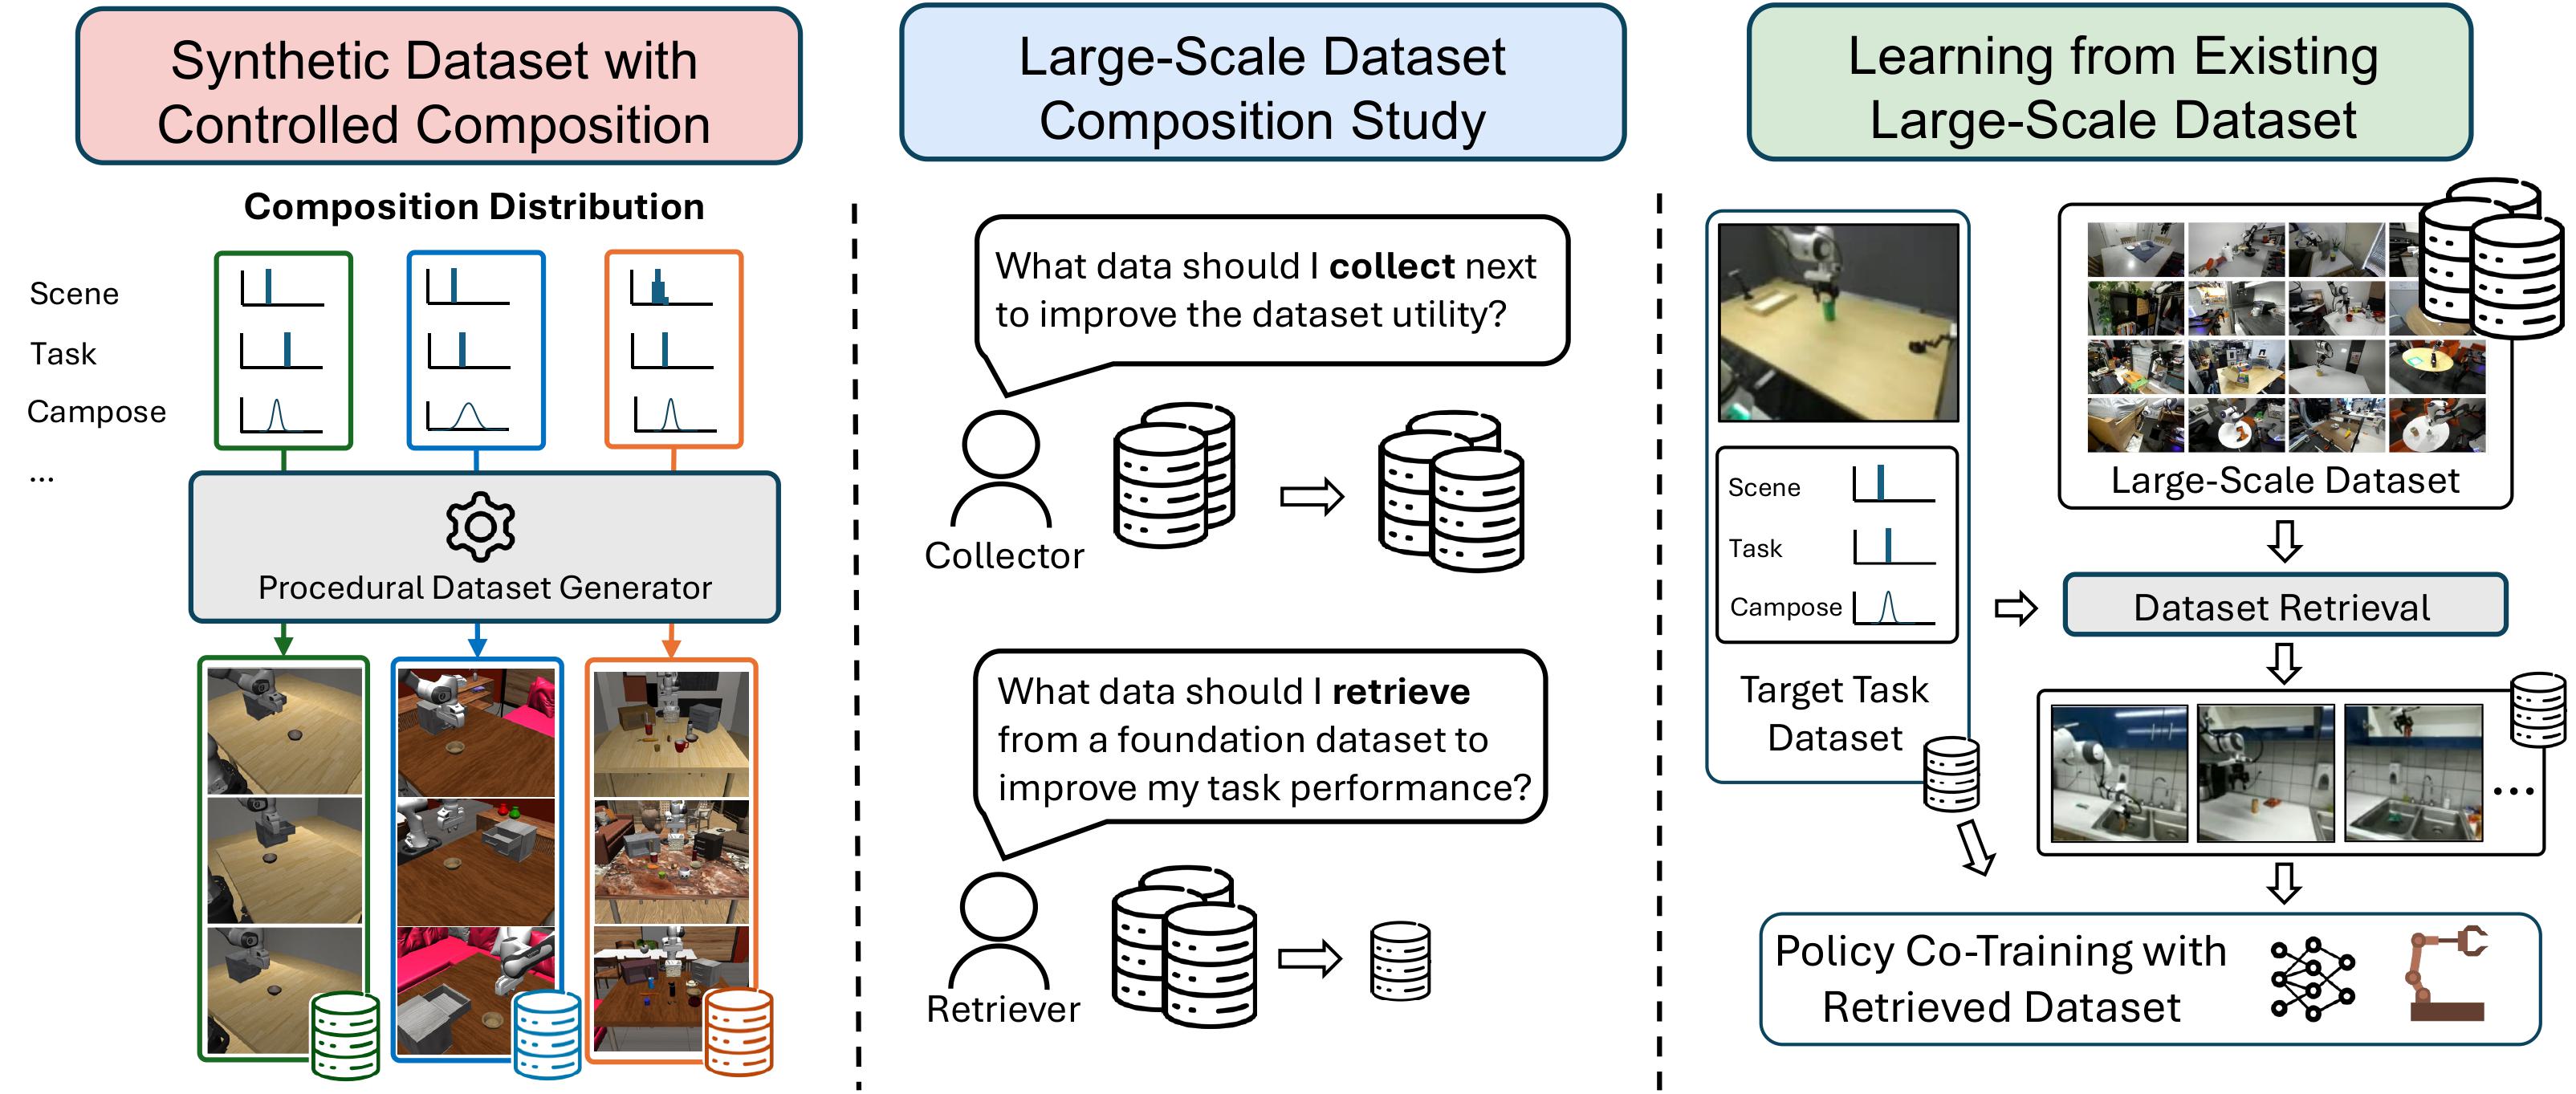 Synthetic Dataset with
Controlled Composition
Composition Distribution
Scene
Task
Campose
...
Procedural Dataset Generator
Large-Scale Dataset
Composition Study
What data should I collect next
to improve the dataset utility?
Collector
What data should I retrieve
from a foundation dataset to
improve my task performance?
Retriever
Learning from Existing
Large-Scale Dataset
Scene
Task
Campose
Target Task
Dataset
Large-Scale Dataset
Dataset Retrieval
...
Policy Co-Training with
Retrieved Dataset